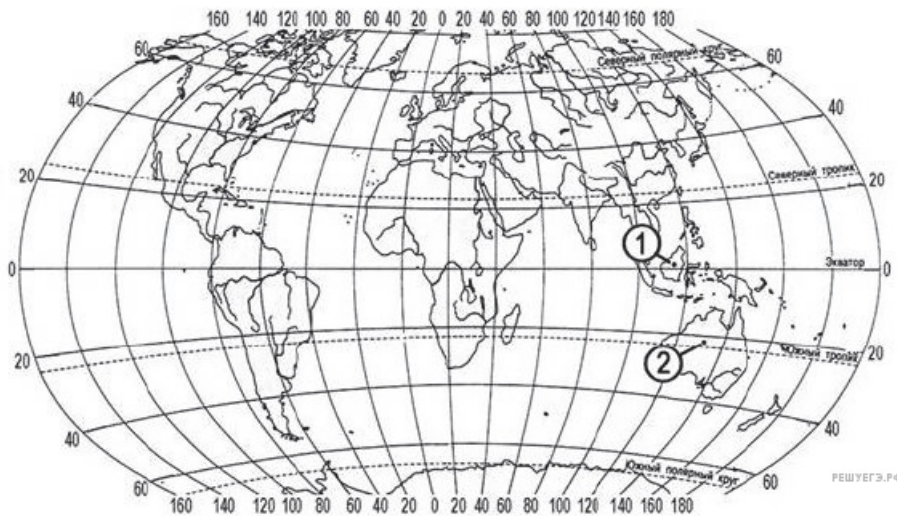 160 140 120 100 80 60 40 20 0 20 40 60 80 100 120 140 160 180
60 Северный полярный круг 60
40 40
20 Северный тропик 20
1
0 Экватор 0
20 Южный тропик 20
2
40 40
60 Южный полярный круг 60
160 140 120 100 80 60 40 20 0 20 40 60 80 100 120 140 160 180
РЕШУЕГЭ.РФ